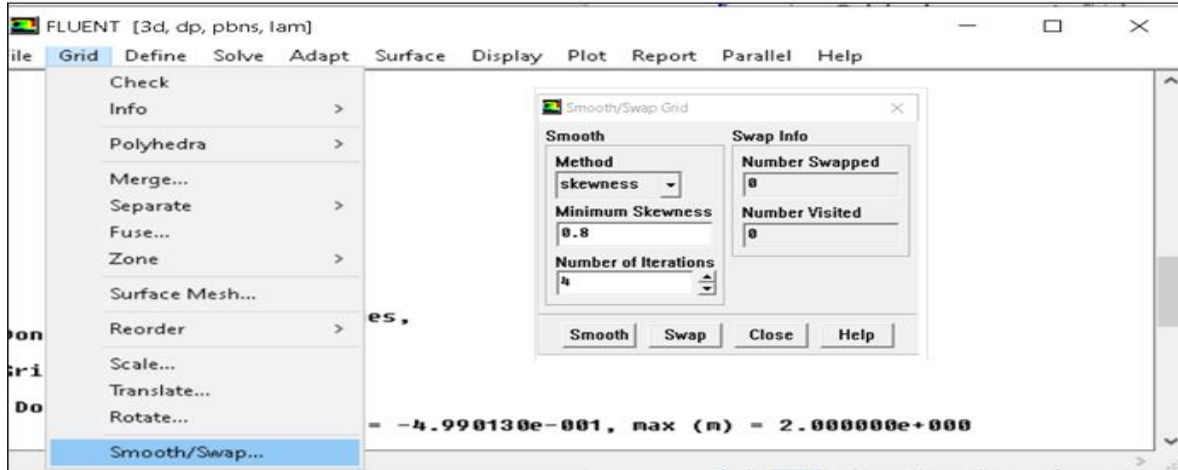 FLUENT [3d, dp, pbns, lam]
ile Grid Define Solve Adapt Surface Display Plot Report Parallel Help
Check
Info >
Polyhedra >
Merge...
Separate >
Fuse...
Zone >
Surface Mesh...
Reorder >
Scale...
Translate...
Rotate...
Smooth/Swap...
Smooth/Swap Grid
Smooth
Method
skewness
Minimum Skewness
0.8
Number of Iterations
4
Swap Info
Number Swapped
0
Number Visited
0
Smooth Swap Close Help
es,
Don
Gri
Do
= -4.990130e-001, max (m) = 2.000000e+000